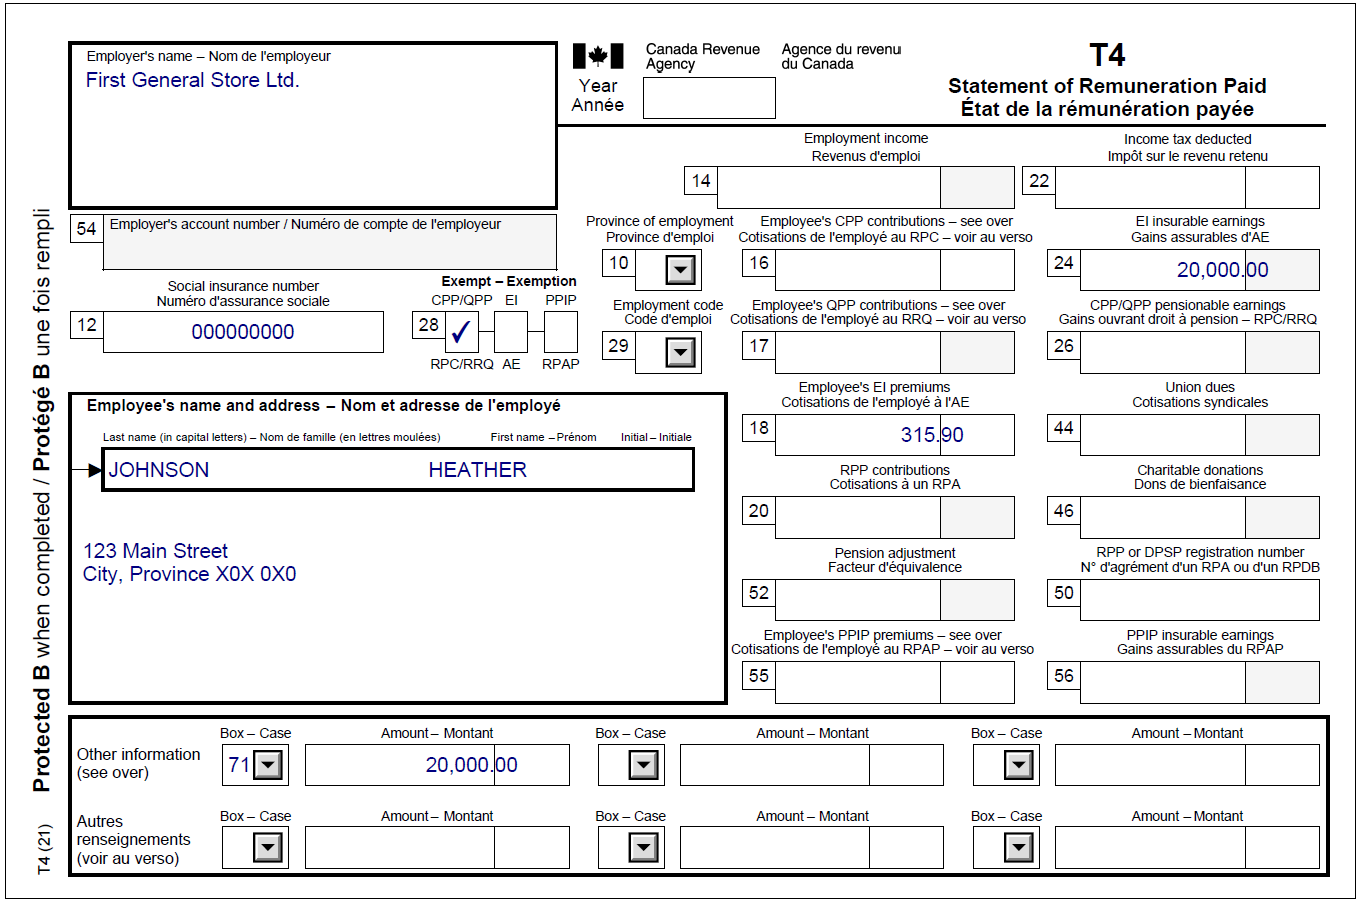 Employer's name – Nom de l'employeur
First General Store Ltd.
Canada Revenue Agency
Agence du revenu du Canada
Year
Année
T4
Statement of Remuneration Paid
État de la rémunération payée
Employment income
Revenus d'emploi
14
Income tax deducted
Impôt sur le revenu retenu
22
54
Employer's account number / Numéro de compte de l'employeur
Province of employment
Province d'emploi
10
Employee's CPP contributions – see over
Cotisations de l'employé au RPC – voir au verso
16
EI insurable earnings
Gains assurables d'AE
24
20,000.00
Social insurance number
Numéro d'assurance sociale
12
000000000
Exempt – Exemption
CPP/QPP EI PPIP
28 ✓
RPC/RRQ AE RPAP
Employment code
Code d'emploi
29
Employee's QPP contributions – see over
Cotisations de l'employé au RRQ – voir au verso
17
CPP/QPP pensionable earnings
Gains ouvrant droit à pension – RPC/RRQ
26
Employee's name and address – Nom et adresse de l'employé
Last name (in capital letters) – Nom de famille (en lettres moulées) First name – Prénom Initial – Initiale
JOHNSON HEATHER
123 Main Street
City, Province X0X 0X0
Employee's EI premiums
Cotisations de l'employé à l'AE
18
315.90
Union dues
Cotisations syndicales
44
RPP contributions
Cotisations à un RPA
20
Charitable donations
Dons de bienfaisance
46
Pension adjustment
Facteur d'équivalence
52
RPP or DPSP registration number
N° d'agrément d'un RPA ou d'un RPDB
50
Employee's PPIP premiums – see over
Cotisations de l'employé au RPAP – voir au verso
55
PPIP insurable earnings
Gains assurables du RPAP
56
Other information
(see over)
Box – Case Amount – Montant Box – Case Amount – Montant Box – Case Amount – Montant
71 20,000.00
Autres
renseignements
(voir au verso)
Box – Case Amount – Montant Box – Case Amount – Montant Box – Case Amount – Montant
T4 (21)
Protected B when completed / Protégé B une fois rempli